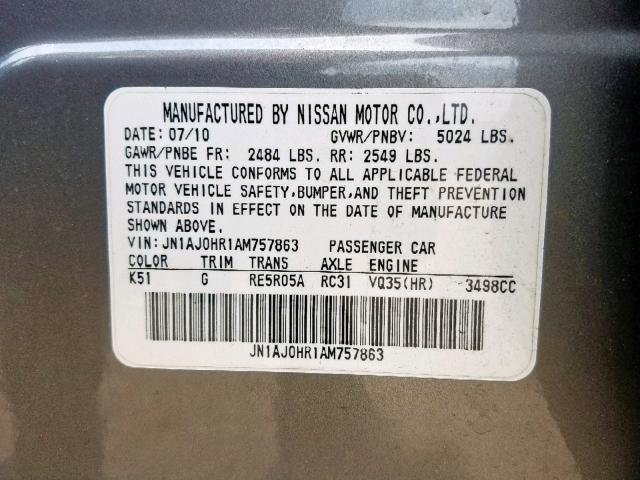 MANUFACTURED BY NISSAN MOTOR CO.,LTD.
DATE: 07/10 GVWR/PNBV: 5024 LBS.
GAWR/PNBE FR: 2484 LBS. RR: 2549 LBS.
THIS VEHICLE CONFORMS TO ALL APPLICABLE FEDERAL
MOTOR VEHICLE SAFETY,BUMPER,AND THEFT PREVENTION
STANDARDS IN EFFECT ON THE DATE OF MANUFACTURE
SHOWN ABOVE.
VIN: JN1AJ0HR1AM757863 PASSENGER CAR
COLOR TRIM TRANS AXLE ENGINE
K51 G RE5R05A RC31 VQ35(HR) 3498CC
JN1AJ0HR1AM757863